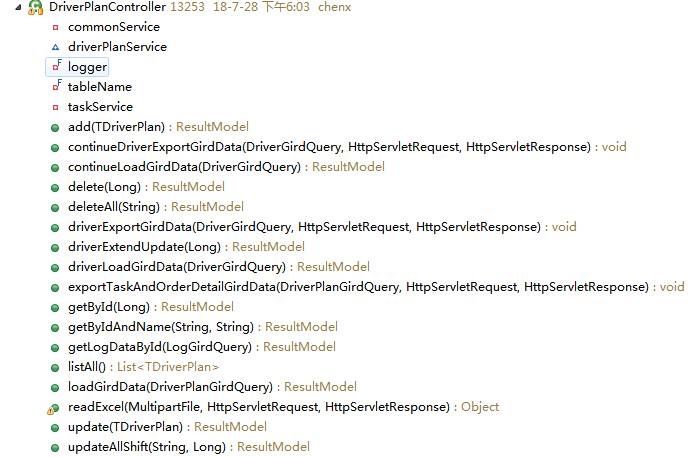 DriverPlanController 13253 18-7-28 下午6:03 chenx
commonService
driverPlanService
logger
tableName
taskService
add(TDriverPlan) : ResultModel
continueDriverExportGirdData(DriverGirdQuery, HttpServletRequest, HttpServletResponse) : void
continueLoadGirdData(DriverGirdQuery) : ResultModel
delete(Long) : ResultModel
deleteAll(String) : ResultModel
driverExportGirdData(DriverGirdQuery, HttpServletRequest, HttpServletResponse) : void
driverExtendUpdate(Long) : ResultModel
driverLoadGirdData(DriverGirdQuery) : ResultModel
exportTaskAndOrderDetailGirdData(DriverPlanGirdQuery, HttpServletRequest, HttpServletResponse) : void
getById(Long) : ResultModel
getByIdAndName(String, String) : ResultModel
getLogDataById(LogGirdQuery) : ResultModel
listAll() : List<TDriverPlan>
loadGirdData(DriverPlanGirdQuery) : ResultModel
readExcel(MultipartFile, HttpServletRequest, HttpServletResponse) : Object
update(TDriverPlan) : ResultModel
updateAllShift(String, Long) : ResultModel